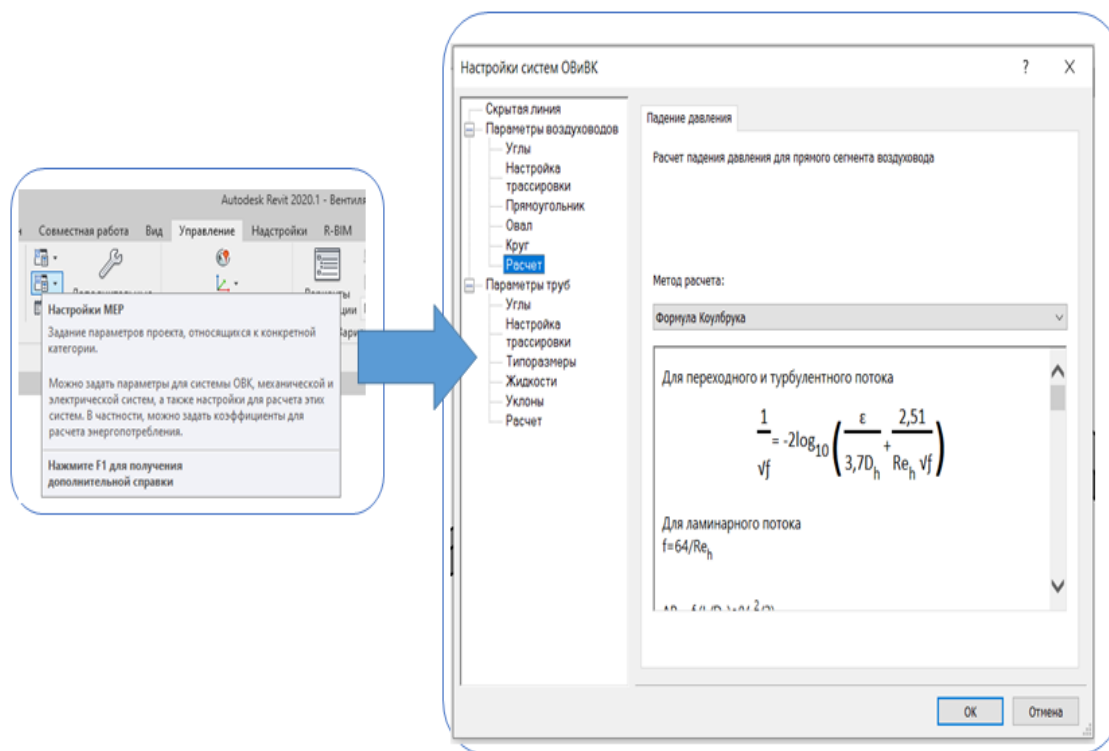 Autodesk Revit 2020.1 - Вентиля
Совместная работа Вид Управление Надстройки R-BIM
Настройки MEP
Задание параметров проекта, относящихся к конкретной
категории.
Можно задать параметры для системы ОВК, механической и
электрической систем, а также настройки для расчета этих
систем. В частности, можно задать коэффициенты для
расчета энергопотребления.
Нажмите F1 для получения
дополнительной справки
Настройки систем ОВиВК
Скрытая линия
Параметры воздуховодов
Углы
Настройка
трассировки
Прямоугольник
Овал
Круг
Расчет
Параметры труб
Углы
Настройка
трассировки
Типоразмеры
Жидкости
Уклоны
Расчет
Падение давления
Расчет падения давления для прямого сегмента воздуховода
Метод расчета:
Формула Коулбрука
Для переходного и турбулентного потока
1/√f = -2log10 (ε/3,7Dh + 2,51/Reh √f)
Для ламинарного потока
f=64/Reh
OK Отмена